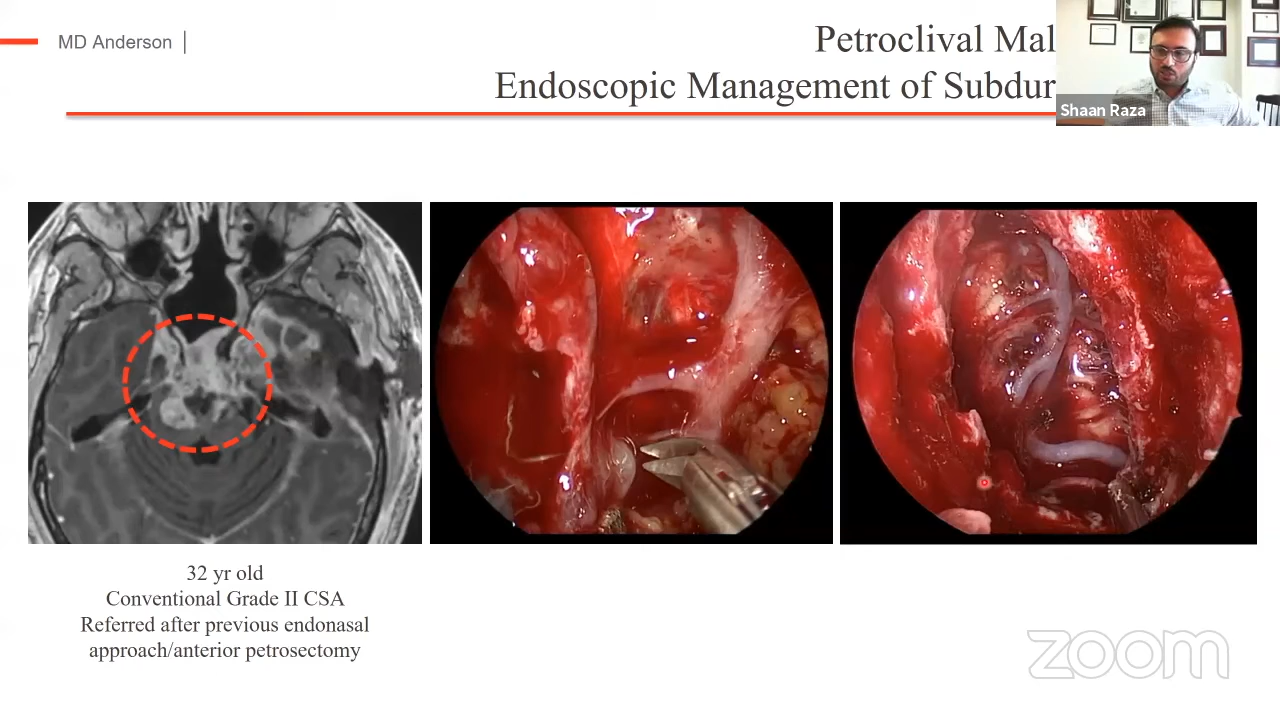 MD Anderson
Petroclival Mal
Endoscopic Management of Subdur
Shaan Raza
32 yr old
Conventional Grade II CSA
Referred after previous endonasal
approach/anterior petrosectomy
zoom